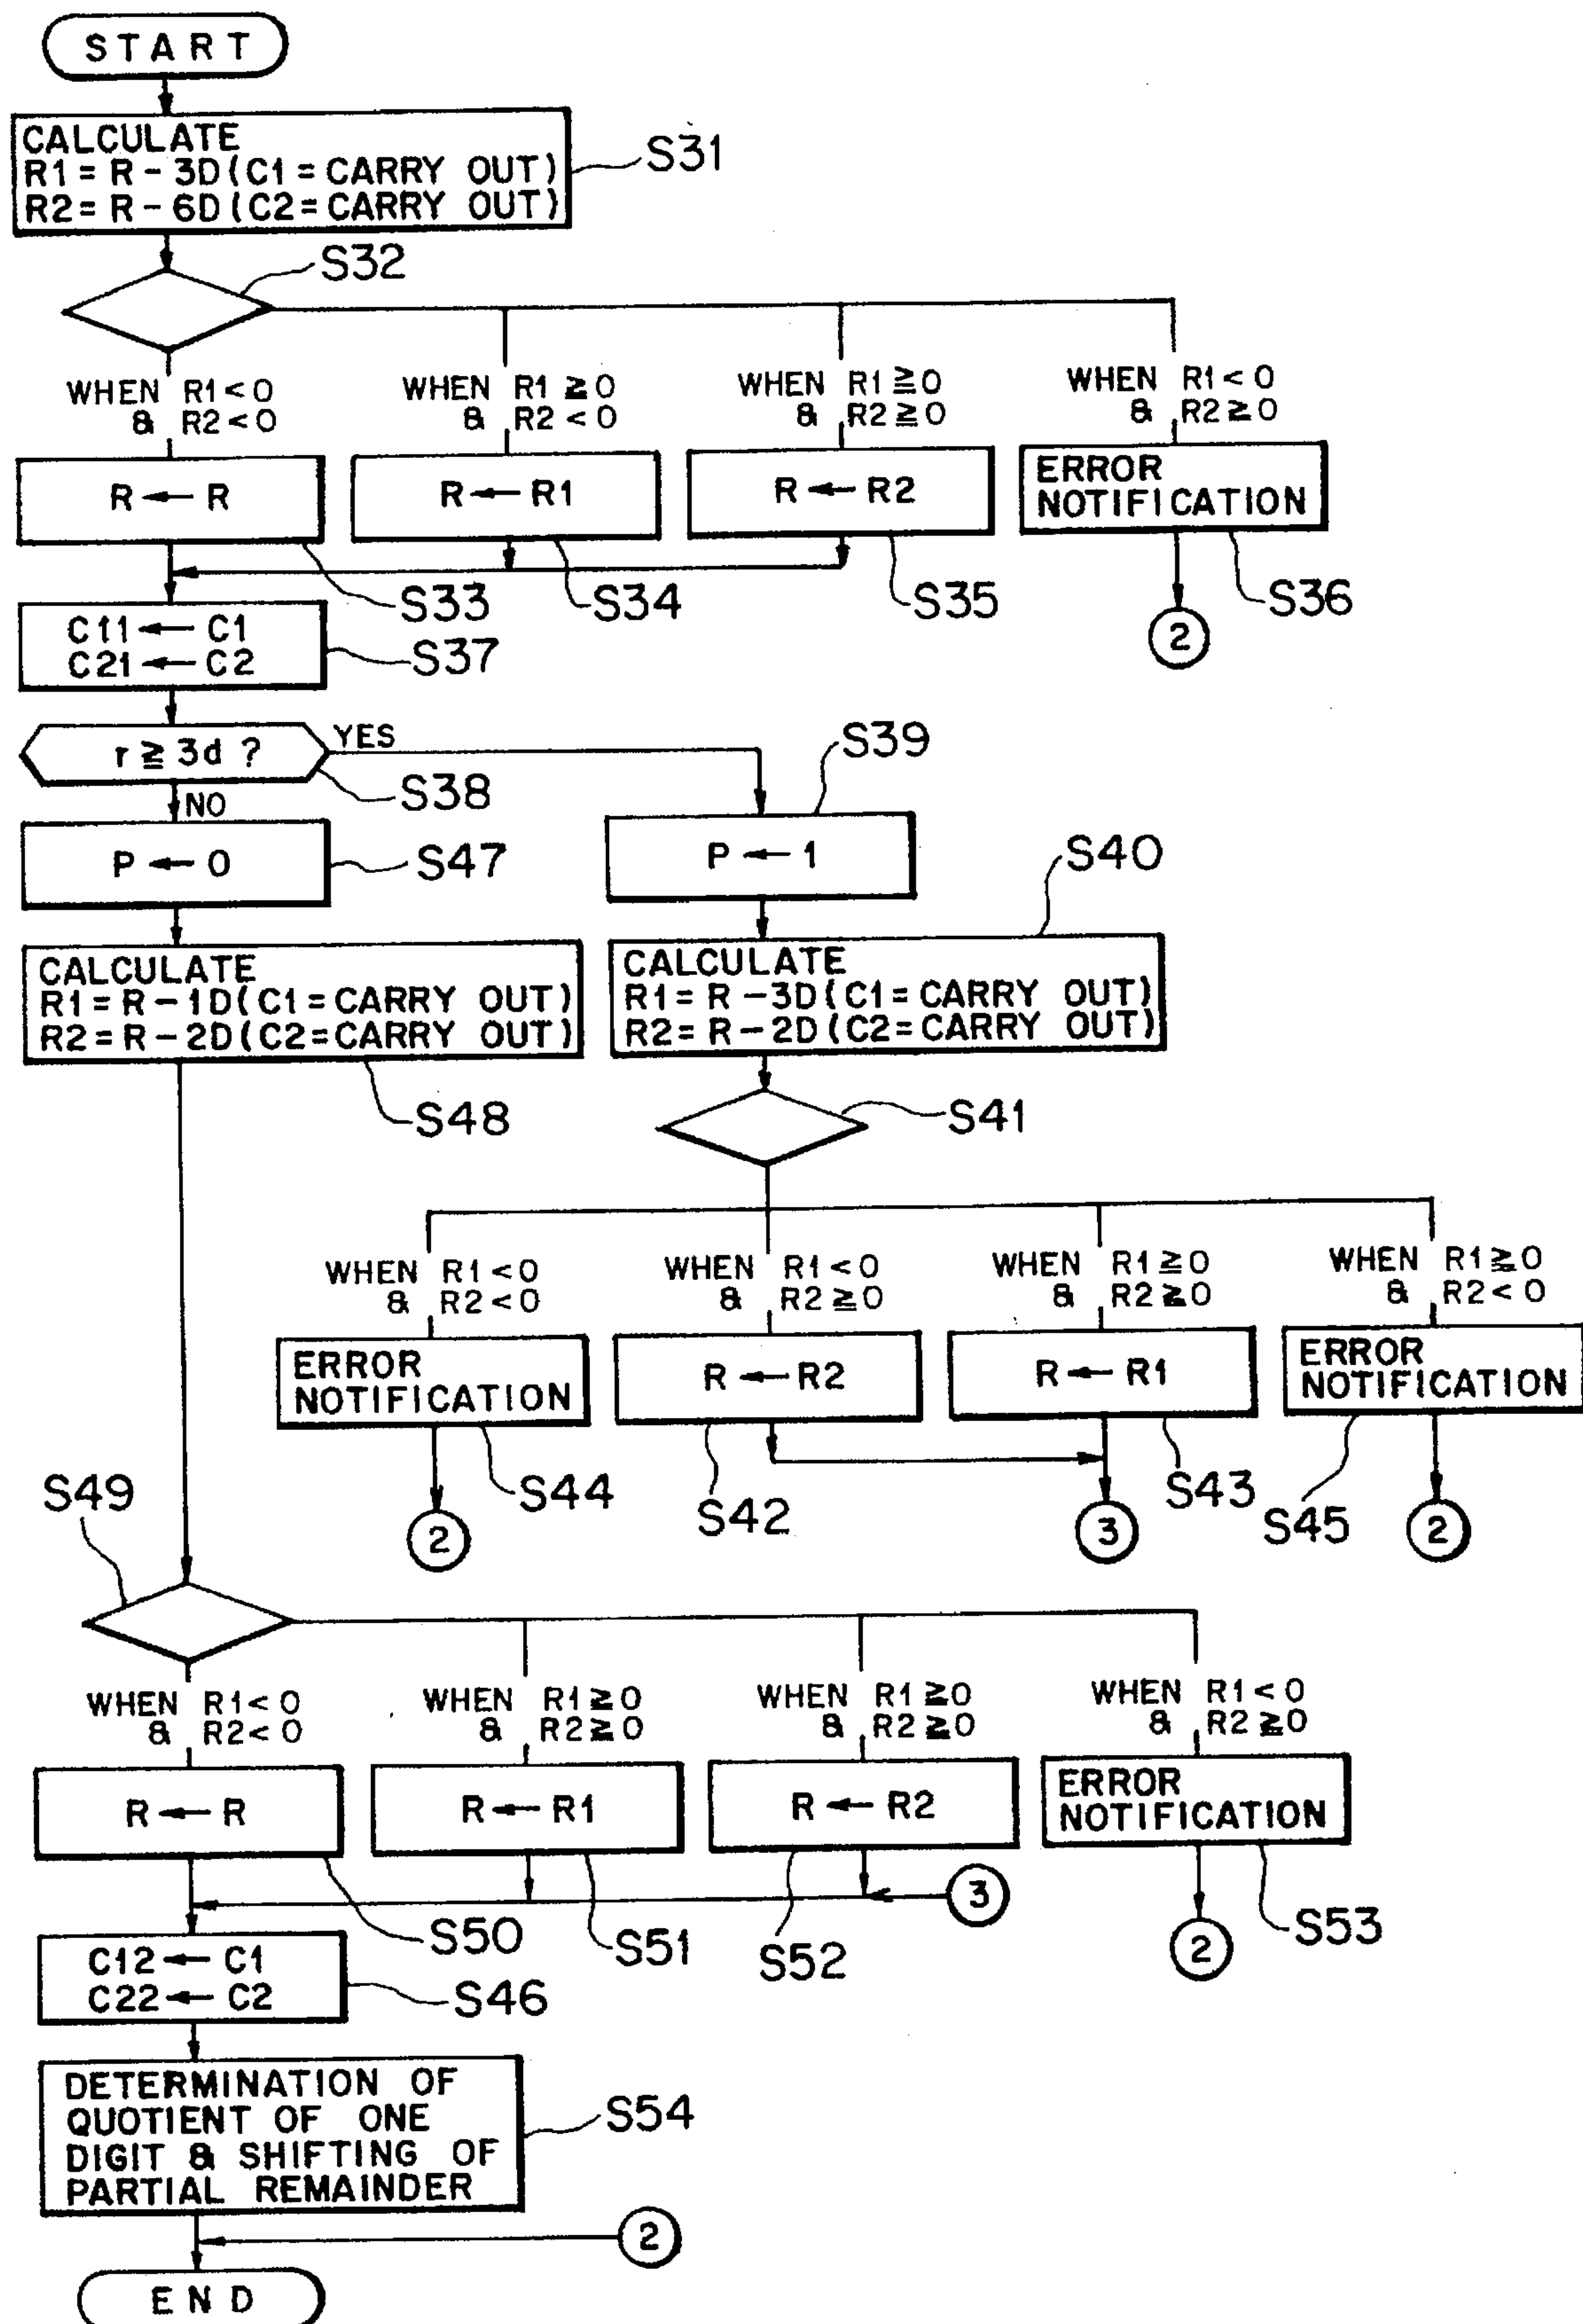 START
CALCULATE
R1 = R - 3D (C1 = CARRY OUT)
R2 = R - 6D (C2 = CARRY OUT)
S31
S32
WHEN R1 < 0
& R2 < 0
WHEN R1 ≧ 0
& R2 < 0
WHEN R1 ≧ 0
& R2 ≧ 0
WHEN R1 < 0
& R2 ≧ 0
R ← R
R ← R1
R ← R2
ERROR
NOTIFICATION
S33
S34
S35
S36
2
C11 ← C1
C21 ← C2
S37
r ≧ 3d ?
YES
S38
NO
S39
P ← 0
S47
P ← 1
S40
CALCULATE
R1 = R - 1D (C1 = CARRY OUT)
R2 = R - 2D (C2 = CARRY OUT)
S48
CALCULATE
R1 = R - 3D (C1 = CARRY OUT)
R2 = R - 2D (C2 = CARRY OUT)
S41
WHEN R1 < 0
& R2 < 0
WHEN R1 < 0
& R2 ≧ 0
WHEN R1 ≧ 0
& R2 ≧ 0
WHEN R1 ≧ 0
& R2 < 0
ERROR
NOTIFICATION
R ← R2
R ← R1
ERROR
NOTIFICATION
S44
S42
S43
S45
2
3
2
S49
WHEN R1 < 0
& R2 < 0
WHEN R1 ≧ 0
& R2 ≧ 0
WHEN R1 ≧ 0
& R2 ≧ 0
WHEN R1 < 0
& R2 ≧ 0
R ← R
R ← R1
R ← R2
ERROR
NOTIFICATION
3
S50
S51
S52
S53
2
C12 ← C1
C22 ← C2
S46
DETERMINATION OF
QUOTIENT OF ONE
DIGIT & SHIFTING OF
PARTIAL REMAINDER
S54
2
END